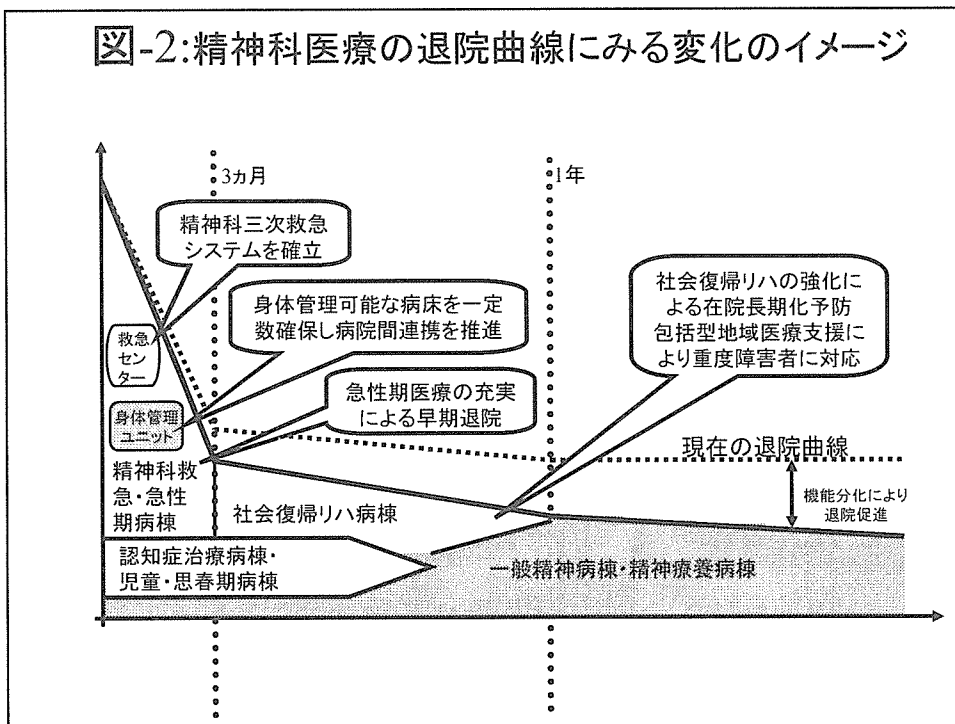 図-2:精神科医療の退院曲線にみる変化のイメージ
3ヵ月
1年
精神科三次救急
システムを確立
身体管理可能な病床を一定
数確保し病院間連携を推進
急性期医療の充実
による早期退院
社会復帰リハの強化に
よる在院長期化予防
包括型地域医療支援に
より重度障害者に対応
救急
セン
ター
身体管理
ユニット
精神科救
急・急性
期病棟
社会復帰リハ病棟
現在の退院曲線
機能分化により
退院促進
認知症治療病棟・
児童・思春期病棟
一般精神病棟・精神療養病棟